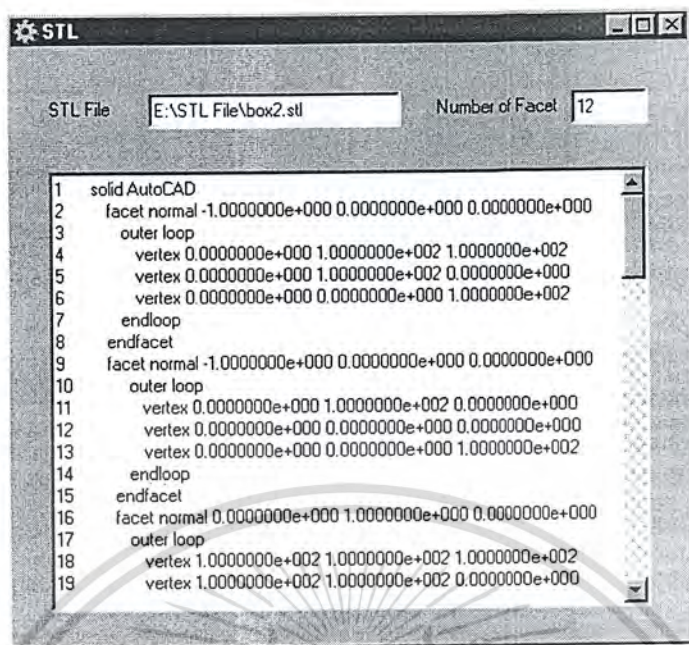 STL
STL File E:\STL File\box2.stl Number of Facet 12
1 solid AutoCAD
2 facet normal -1.0000000e+000 0.0000000e+000 0.0000000e+000
3 outer loop
4 vertex 0.0000000e+000 1.0000000e+002 1.0000000e+002
5 vertex 0.0000000e+000 1.0000000e+002 0.0000000e+000
6 vertex 0.0000000e+000 0.0000000e+000 1.0000000e+002
7 endloop
8 endfacet
9 facet normal -1.0000000e+000 0.0000000e+000 0.0000000e+000
10 outer loop
11 vertex 0.0000000e+000 1.0000000e+002 0.0000000e+000
12 vertex 0.0000000e+000 0.0000000e+000 0.0000000e+000
13 vertex 0.0000000e+000 0.0000000e+000 1.0000000e+002
14 endloop
15 endfacet
16 facet normal 0.0000000e+000 1.0000000e+000 0.0000000e+000
17 outer loop
18 vertex 1.0000000e+002 1.0000000e+002 1.0000000e+002
19 vertex 1.0000000e+002 1.0000000e+002 0.0000000e+000